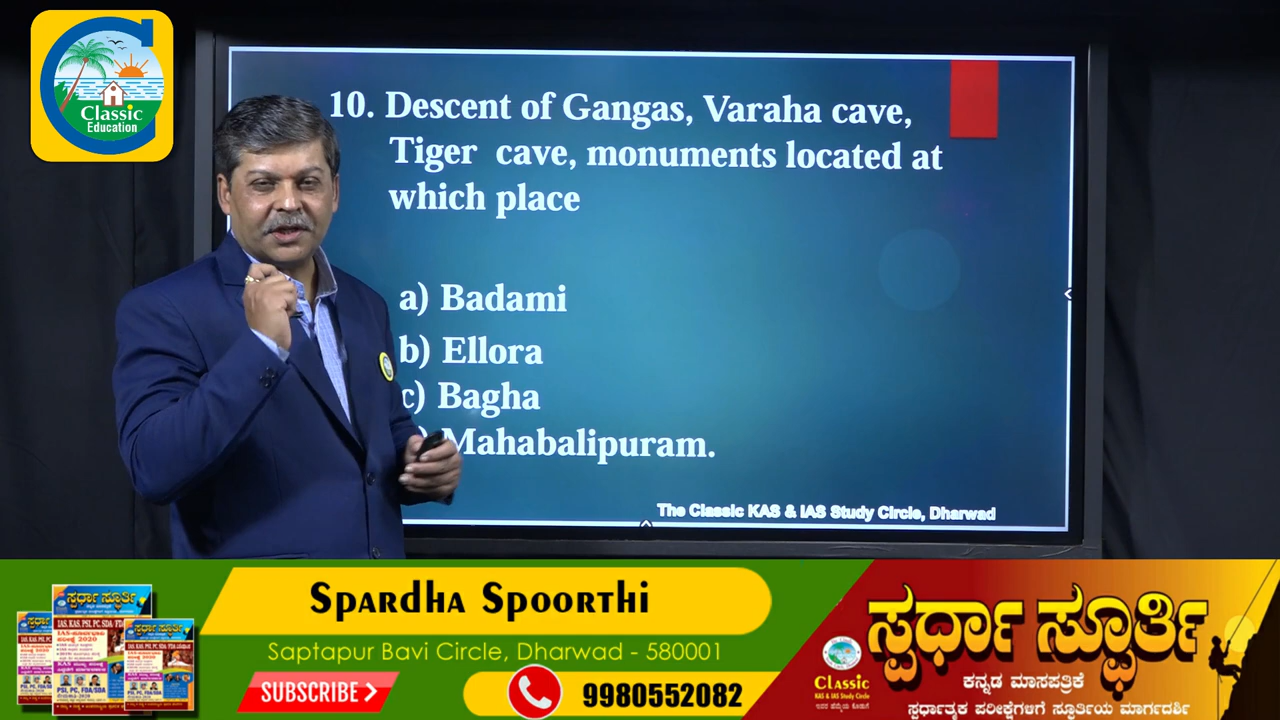 Classic
Education
10. Descent of Gangas, Varaha cave,
Tiger cave, monuments located at
which place
a) Badami
b) Ellora
c) Bagha
) Mahabalipuram.
The Classic KAS & IAS Study Circle, Dharwad
Spardha Spoorthi
Saptapur Bavi Circle, Dharwad - 580001
SUBSCRIBE
9980552082
ಸ್ಪರ್ಧಾ ಸ್ಫೂರ್ತಿ
Classic
KAS & IAS Study Circle
ಕನ್ನಡ ಮಾಸಪತ್ರಿಕೆ
ಸ್ಪರ್ಧಾತ್ಮಕ ಪರೀಕ್ಷೆಗಳಿಗೆ ಸ್ಫೂರ್ತಿಯ ಮಾರ್ಗದರ್ಶಿ
ಸ್ಪರ್ಧಾ ಸ್ಫೂರ್ತಿ